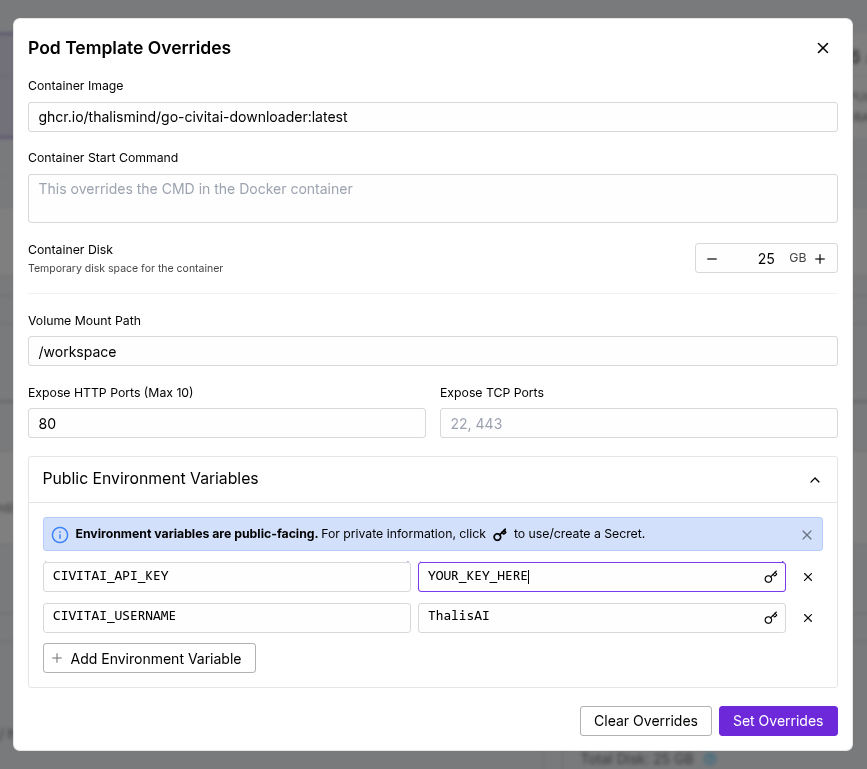 Pod Template Overrides
Container Image
ghcr.io/thalismind/go-civitai-downloader:latest
Container Start Command
This overrides the CMD in the Docker container
Container Disk
Temporary disk space for the container
25 GB
Volume Mount Path
/workspace
Expose HTTP Ports (Max 10)
Expose TCP Ports
80
22, 443
Public Environment Variables
Environment variables are public-facing. For private information, click to use/create a Secret.
CIVITAI_API_KEY
YOUR_KEY_HERE
CIVITAI_USERNAME
ThalisAI
Add Environment Variable
Clear Overrides
Set Overrides
Total Disk: 25 GB